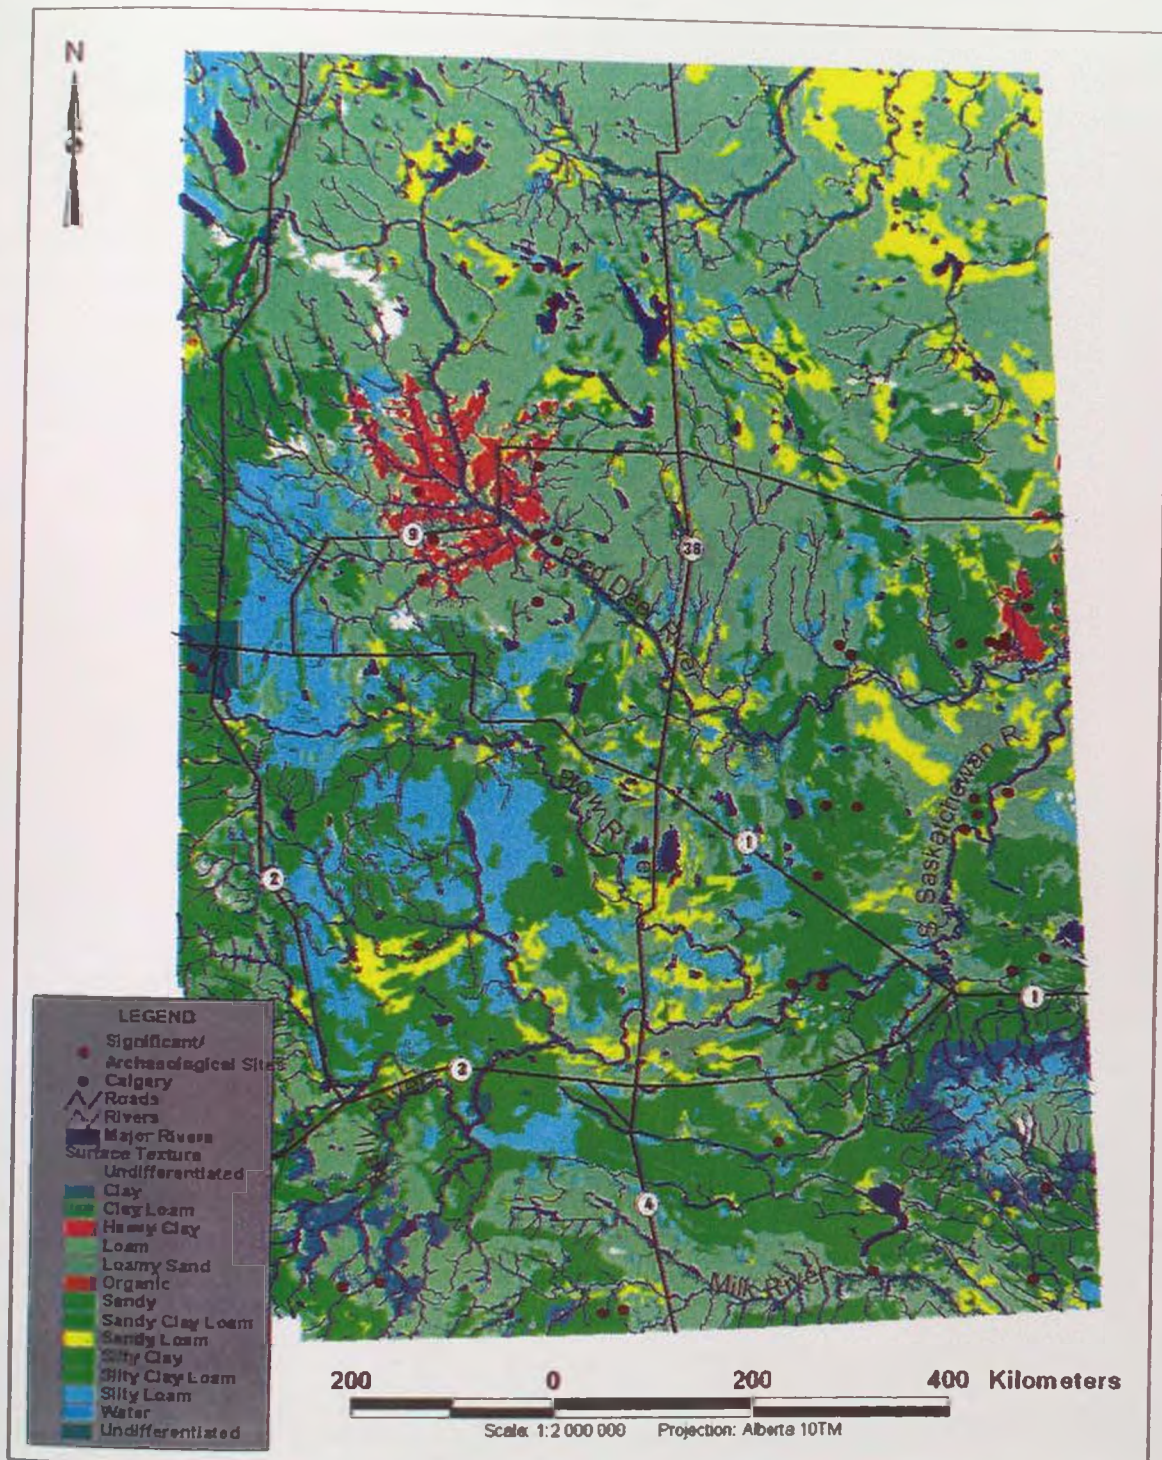 N
9
36
Red Deer River
Bow R
S. Saskatchewan R.
1
2
1
3
River
4
Milk River
LEGEND
Significant/
Archaeological Sites
Calgary
Roads
Rivers
Major Rivers
Surface Texture
Undifferentiated
Clay
Clay Loam
Heavy Clay
Loam
Loamy Sand
Organic
Sandy
Sandy Clay Loam
Sandy Loam
Silty Clay
Silty Clay Loam
Silty Loam
Water
Undifferentiated
200 0 200 400 Kilometers
Scale: 1:2 000 000 Projection: Alberta 10TM